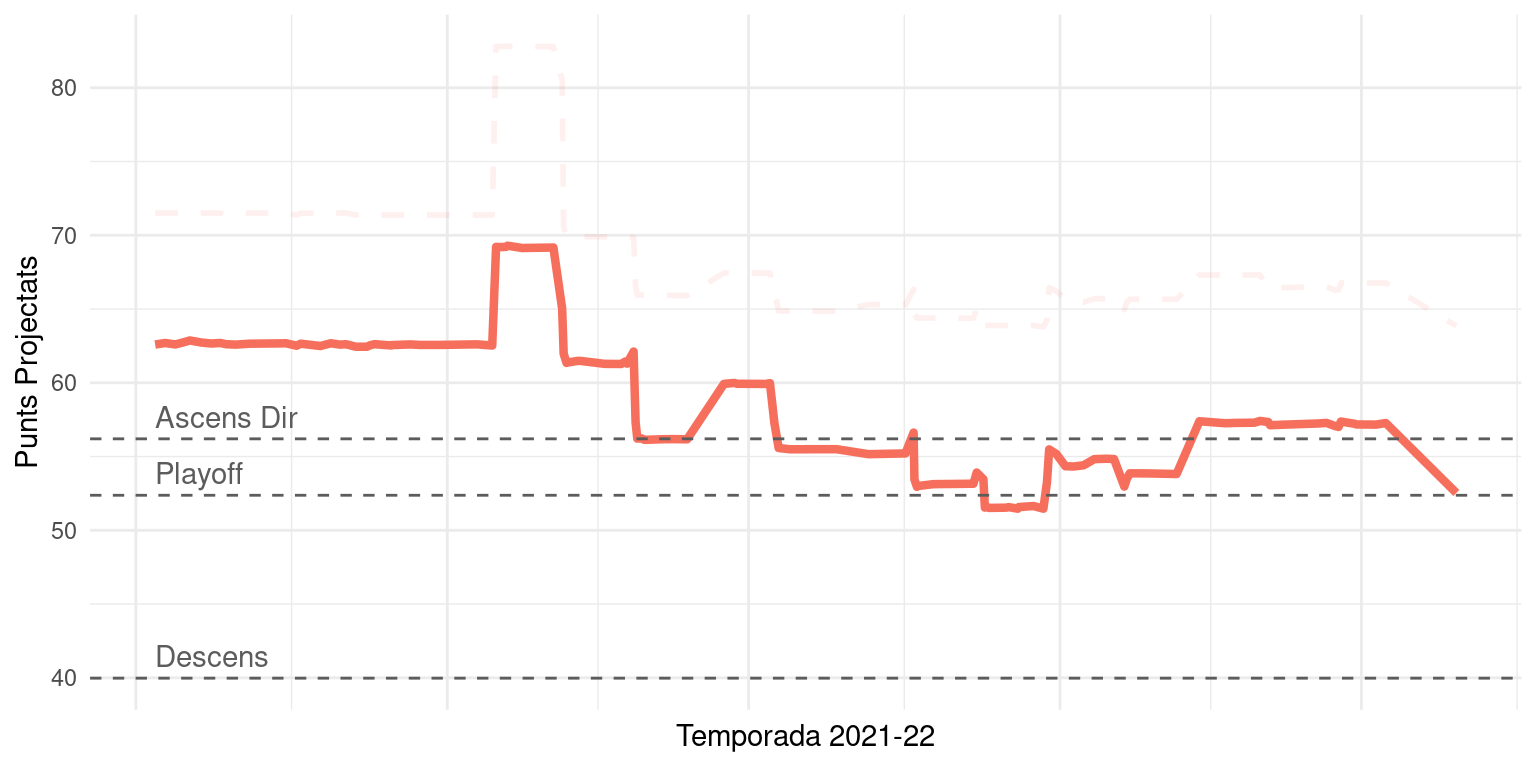 80
70
60
50
40
Punts Projectats
Ascens Dir
Playoff
Descens
Temporada 2021-22